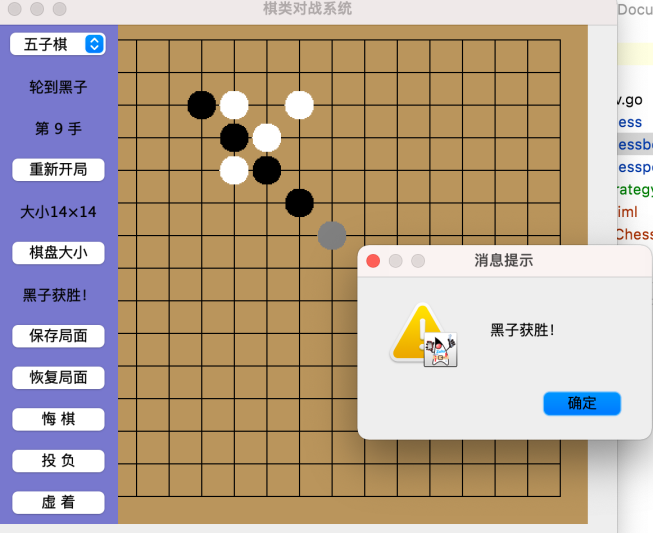 棋类对战系统
Docu
五子棋
轮到黑子
第 9 手
重新开局
大小14×14
棋盘大小
黑子获胜！
保存局面
恢复局面
悔 棋
投 负
虚 着
消息提示
黑子获胜！
确定
v.go
ess
essb
essp
rategy
iml
Chess